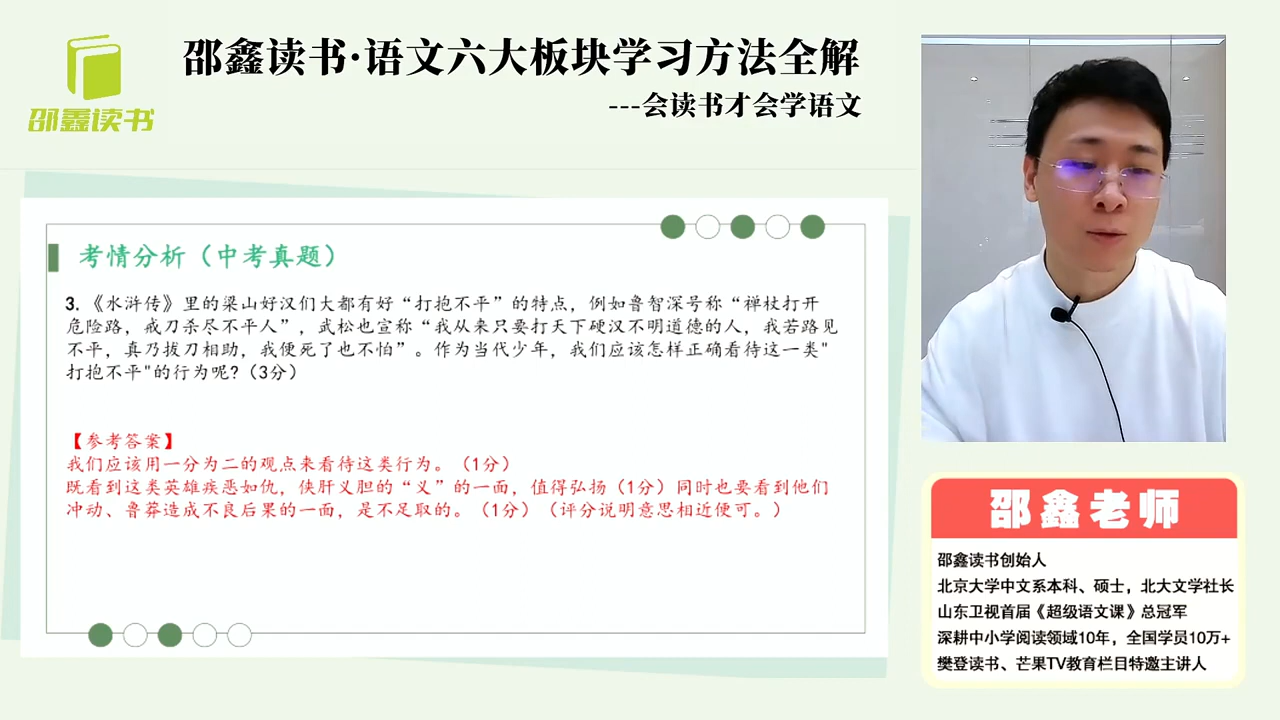 邵鑫读书
邵鑫读书·语文六大板块学习方法全解
---会读书才会学语文
考情分析（中考真题）
3.《水浒传》里的梁山好汉们大都有好“打抱不平”的特点，例如鲁智深号称“禅杖打开
危险路，戒刀杀尽不平人”，武松也宣称“我从来只要打天下硬汉不明道德的人，我若路见
不平，真乃拔刀相助，我便死了也不怕”。作为当代少年，我们应该怎样正确看待这一类"
打抱不平"的行为呢?（3分）
【参考答案】
我们应该用一分为二的观点来看待这类行为。（1分）
既看到这类英雄疾恶如仇，侠肝义胆的“义”的一面，值得弘扬（1分）同时也要看到他们
冲动、鲁莽造成不良后果的一面，是不足取的。（1分）（评分说明意思相近便可。）
邵鑫老师
邵鑫读书创始人
北京大学中文系本科、硕士，北大文学社长
山东卫视首届《超级语文课》总冠军
深耕中小学阅读领域10年，全国学员10万+
樊登读书、芒果TV教育栏目特邀主讲人